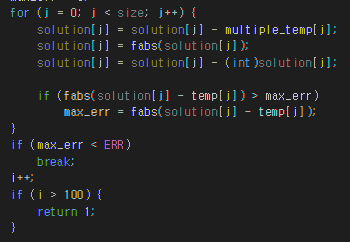 for (j = 0; j < size; j++) {
solution[j] = solution[j] - multiple_temp[j];
solution[j] = fabs(solution[j]);
solution[j] = solution[j] - (int)solution[j];
if (fabs(solution[j] - temp[j]) > max_err)
max_err = fabs(solution[j] - temp[j]);
}
if (max_err < ERR)
break;
i++;
if (i > 100) {
return 1;
}